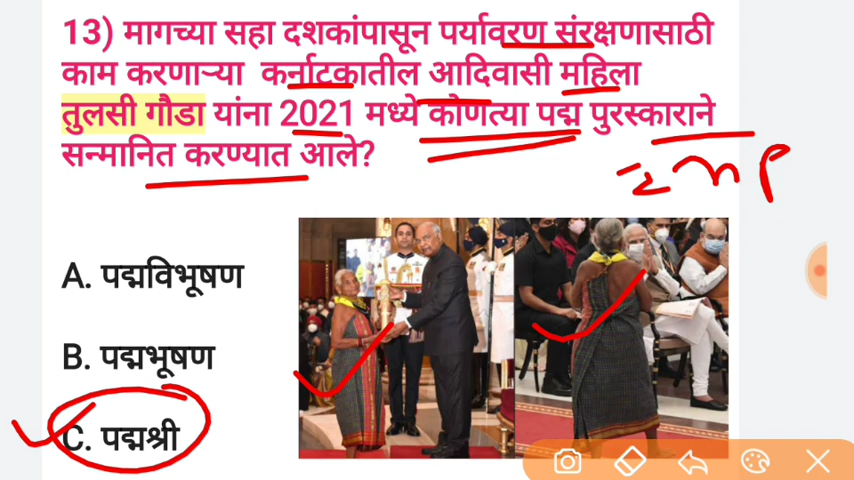 13) मागच्या सहा दशकांपासून पर्यावरण संरक्षणासाठी
काम करणाऱ्या कर्नाटकातील आदिवासी महिला
तुलसी गौडा यांना 2021 मध्ये कोणत्या पद्म पुरस्काराने
सन्मानित करण्यात आले?
A. पद्मविभूषण
B. पद्मभूषण
C. पद्मश्री